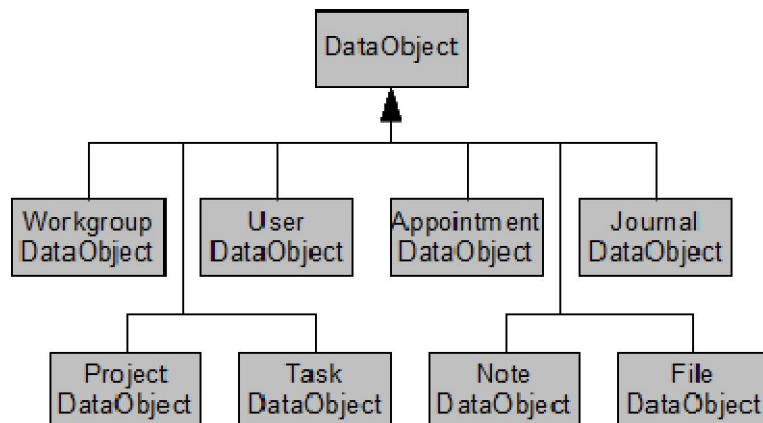 DataObject
Workgroup
DataObject
User
DataObject
Appointment
DataObject
Journal
DataObject
Project
DataObject
Task
DataObject
Note
DataObject
File
DataObject